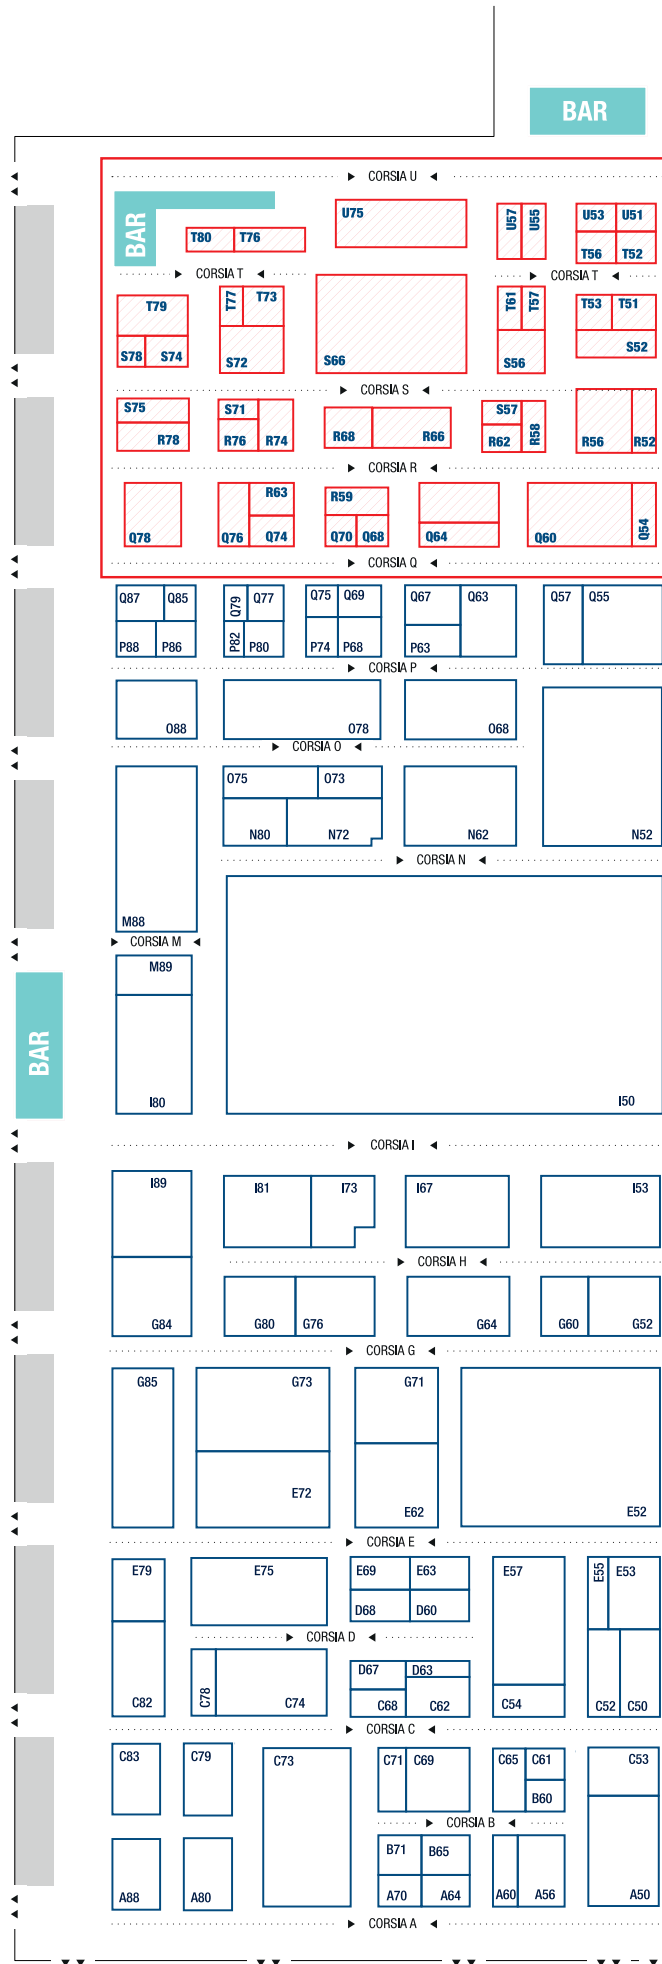 BAR
CORSIA U
BAR
U75
U57
U55
U53
U51
T80
T76
T56
T52
CORSIA T
CORSIA T
T79
T77
T73
T61
T57
T53
T51
S78
S74
S72
S66
S56
S52
CORSIA S
S75
S71
S57
R78
R76
R74
R68
R66
R62
R58
R56
R52
CORSIA R
R63
R59
Q78
Q76
Q74
Q70
Q68
Q64
Q60
Q54
CORSIA Q
Q87
Q85
Q79
Q77
Q75
Q69
Q67
Q63
Q57
Q55
P88
P86
P82
P80
P74
P68
P63
CORSIA P
O88
O78
O68
CORSIA O
O75
O73
N80
N72
N62
N52
CORSIA N
M88
CORSIA M
M89
BAR
I80
I50
CORSIA I
I89
I81
I73
I67
I53
CORSIA H
G84
G80
G76
G64
G60
G52
CORSIA G
G85
G73
G71
E72
E62
E52
CORSIA E
E79
E75
E69
E63
E57
E55
E53
D68
D60
CORSIA D
D67
D63
C82
C78
C74
C68
C62
C54
C52
C50
CORSIA C
C83
C79
C73
C71
C69
C65
C61
C53
B60
CORSIA B
B71
B65
A88
A80
A70
A64
A60
A56
A50
CORSIA A